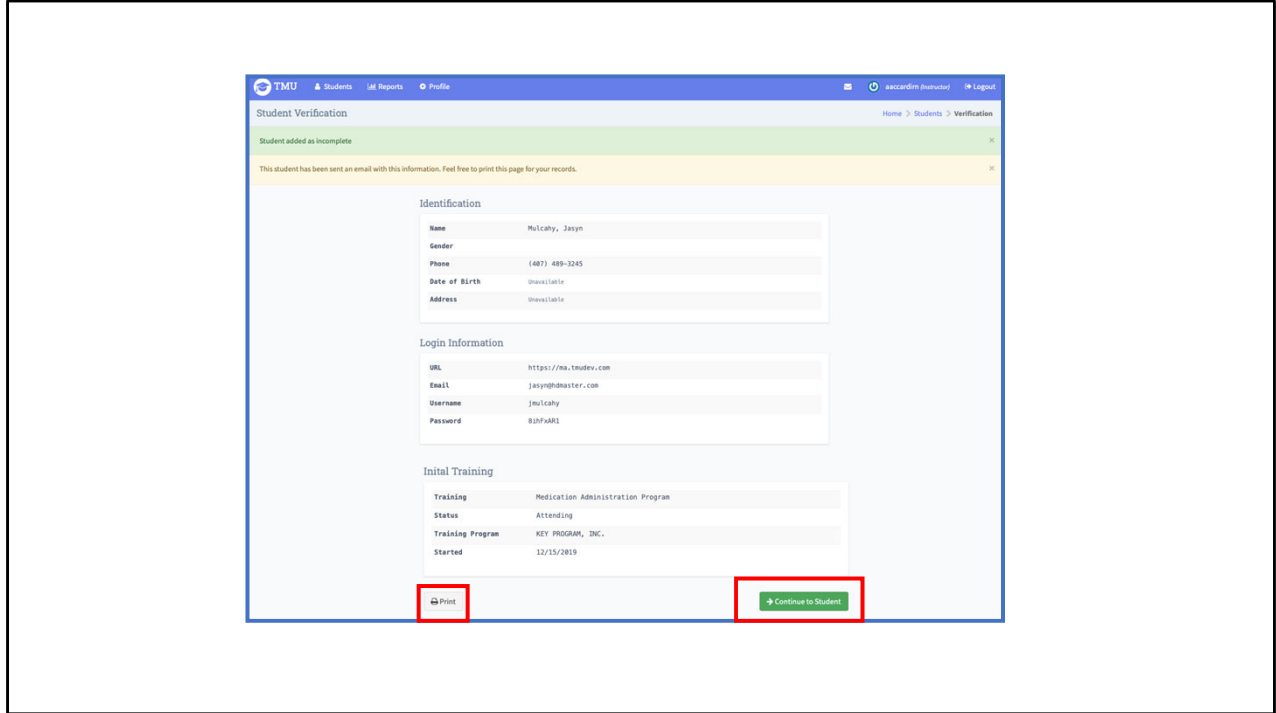 TMU Students Reports Profile aaccardirn (Instructor) Logout
Student Verification Home > Students > Verification
Student added as incomplete ×
This student has been sent an email with this information. Feel free to print this page for your records. ×
Identification
Name Mulcahy, Jasyn
Gender
Phone (407) 489-3245
Date of Birth Unavailable
Address Unavailable
Login Information
URL https://ma.tmudev.com
Email jasyn@hdmaster.com
Username jmulcahy
Password 8ihFxAR1
Inital Training
Training Medication Administration Program
Status Attending
Training Program KEY PROGRAM, INC.
Started 12/15/2019
Print Continue to Student